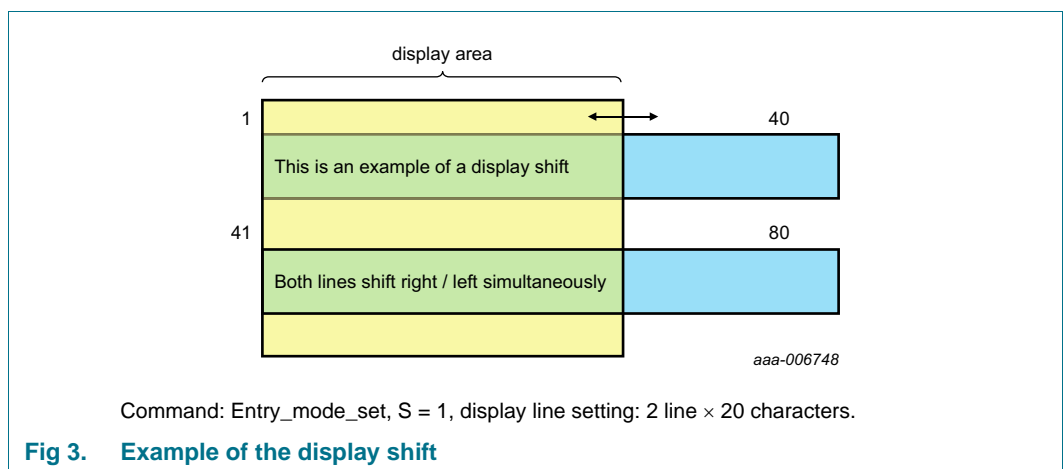 display area
1
40
This is an example of a display shift
41
80
Both lines shift right / left simultaneously
aaa-006748
Command: Entry_mode_set, S = 1, display line setting: 2 line × 20 characters.
Fig 3. Example of the display shift